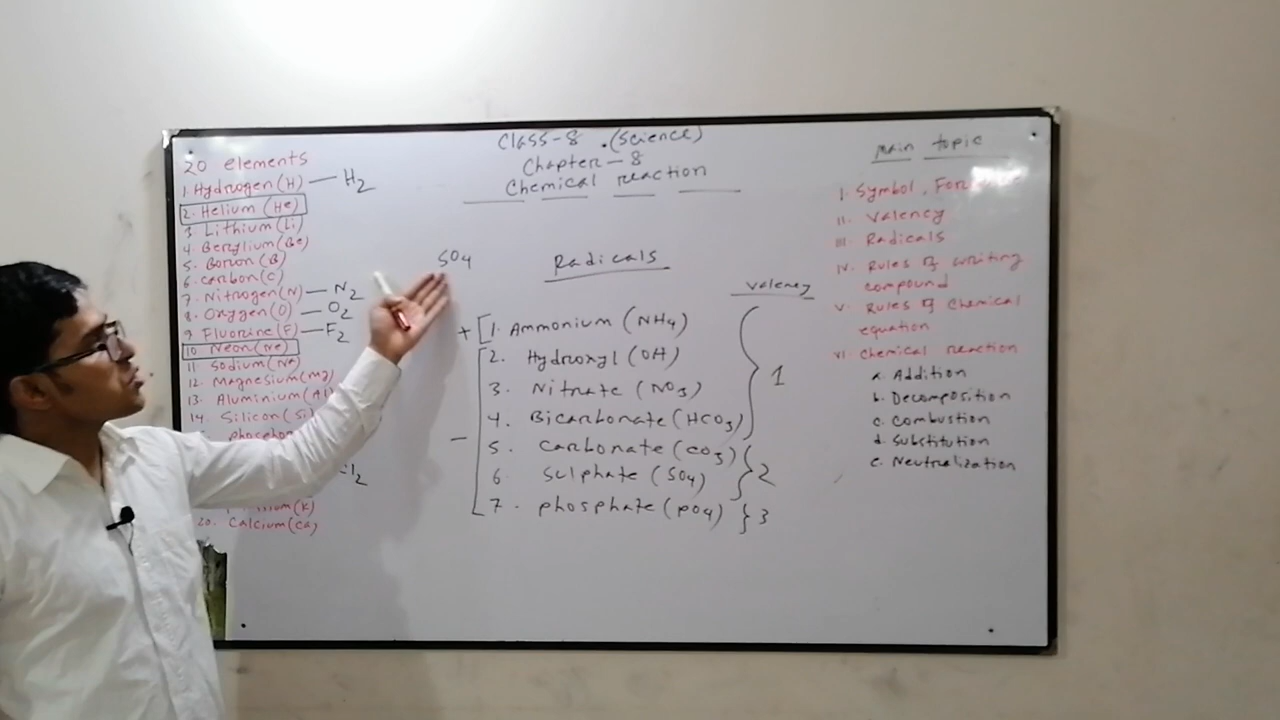 Class-8 (Science)
Chapter-8
Chemical reaction
20 elements
1. Hydrogen (H) — H2
2. Helium (He)
3 Lithium (Li)
4. Berylium (Be)
5. Boron (B)
6. Carbon (C)
7. Nitrogen (N) — N2
8. Oxygen (O) — O2
9 Fluorine (F) — F2
10 Neon (Ne)
11 Sodium (Na)
12. Magnesium (Mg)
13. Aluminium (Al
14. Silicon (Si)
(K)
20. Calcium (Ca)
SO4
Radicals
Valency
+ 1. Ammonium (NH4)
2. Hydroxyl (OH)
3. Nitrate (NO3)
1
4. Bicarbonate (HCO3)
−
5. Carbonate (CO3)
6 Sulphate (SO4)
2
7. phosphate (PO4) } 3
main topic
I. Symbol,
II. Valency
III. Radicals
IV. Rules of writing
compound
V. Rules of chemical
equation
VI. Chemical reaction
a. Addition
b. Decomposition
c. Combustion
d. Substitution
e. Neutralization